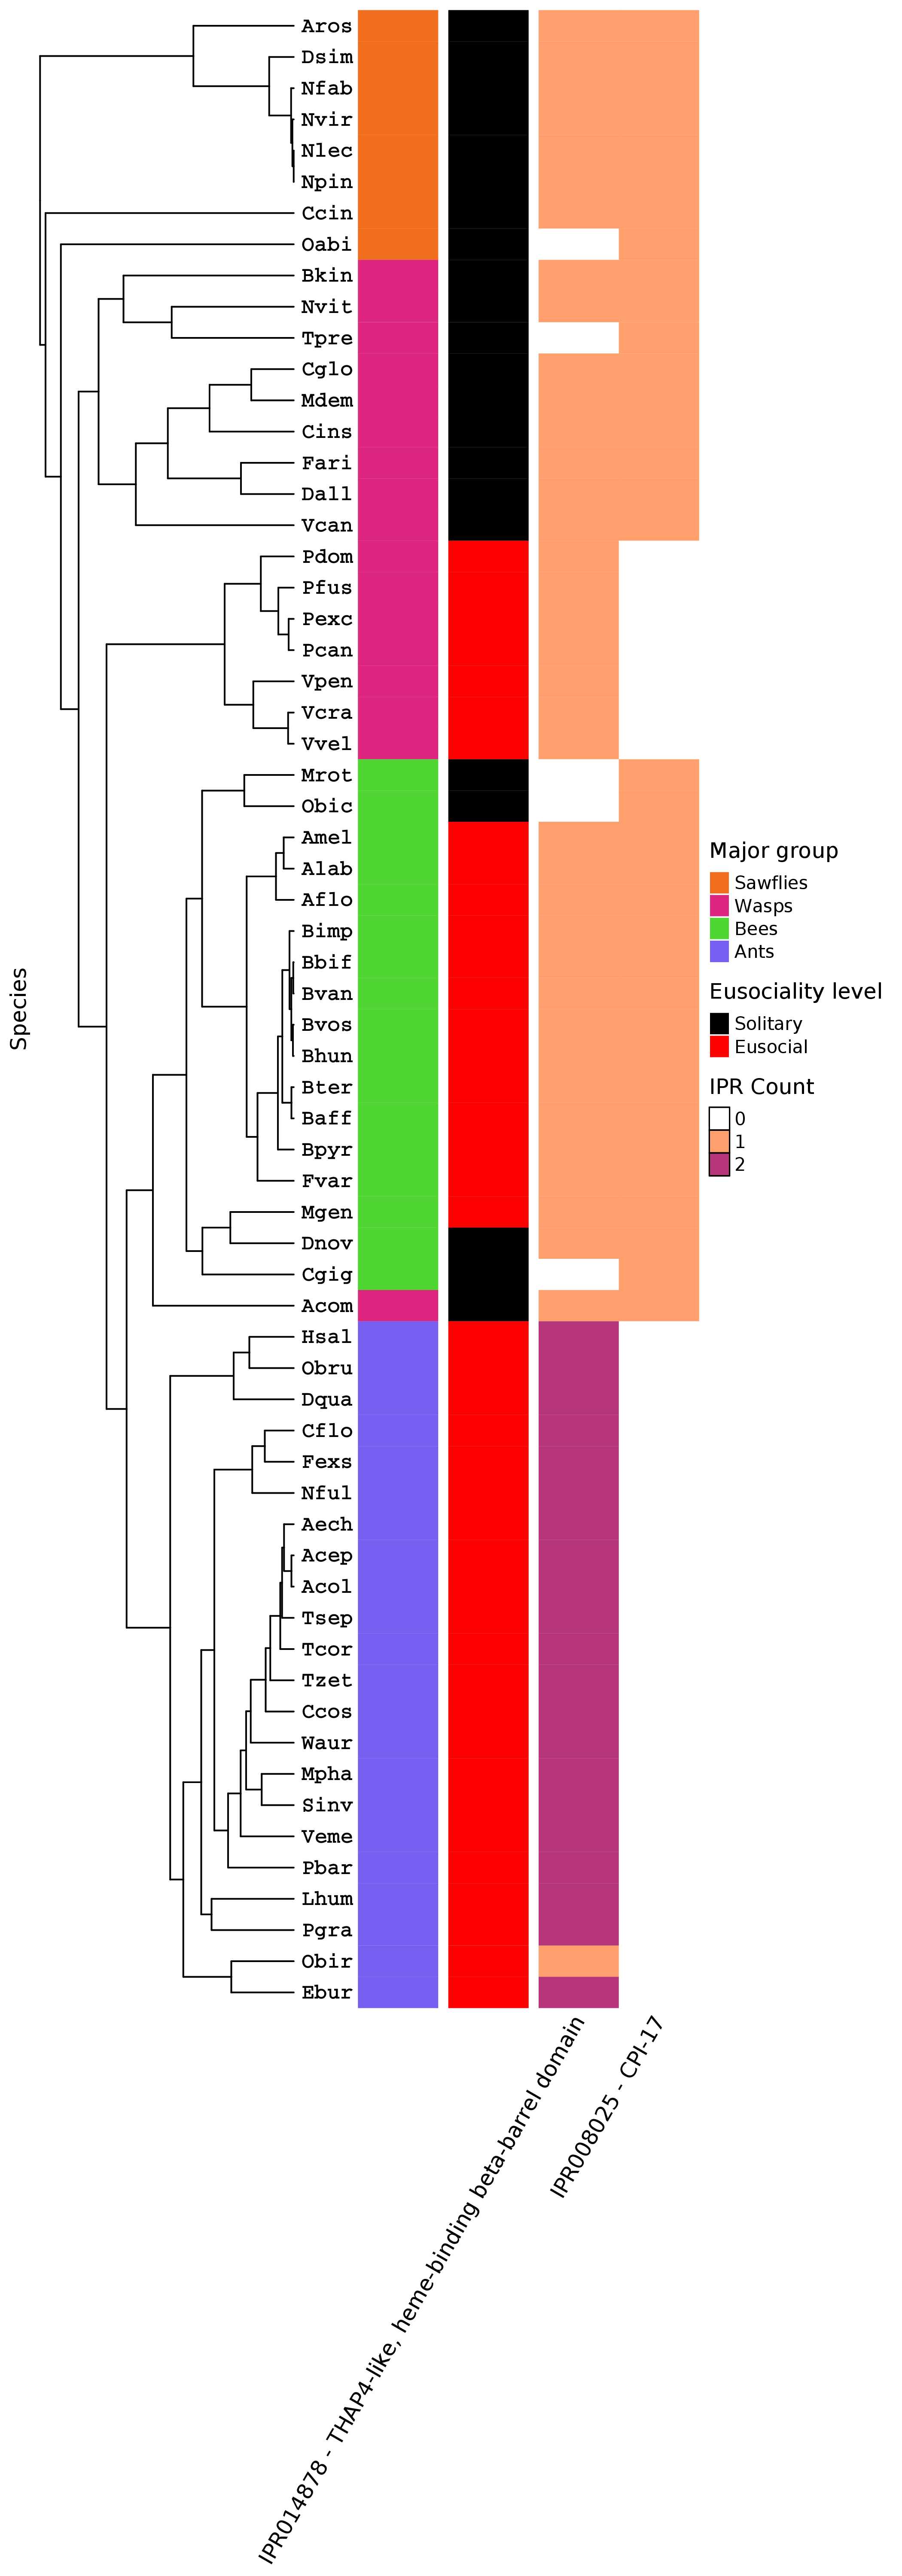 Species
Aros
Dsim
Nfab
Nvir
Nlec
Npin
Ccin
Oabi
Bkin
Nvit
Tpre
Cglo
Mdem
Cins
Fari
Dall
Vcan
Pdom
Pfus
Pexc
Pcan
Vpen
Vcra
Vvel
Mrot
Obic
Amel
Alab
Aflo
Bimp
Bbif
Bvan
Bvos
Bhun
Bter
Baff
Bpyr
Fvar
Mgen
Dnov
Cgig
Acom
Hsal
Obru
Dqua
Cflo
Fexs
Nful
Aech
Acep
Acol
Tsep
Tcor
Tzet
Ccos
Waur
Mpha
Sinv
Veme
Pbar
Lhum
Pgra
Obir
Ebur
IPR014878 - THAP4-like, heme-binding beta-barrel domain
IPR008025 - CPI-17
Major group
Sawflies
Wasps
Bees
Ants
Eusociality level
Solitary
Eusocial
IPR Count
0
1
2